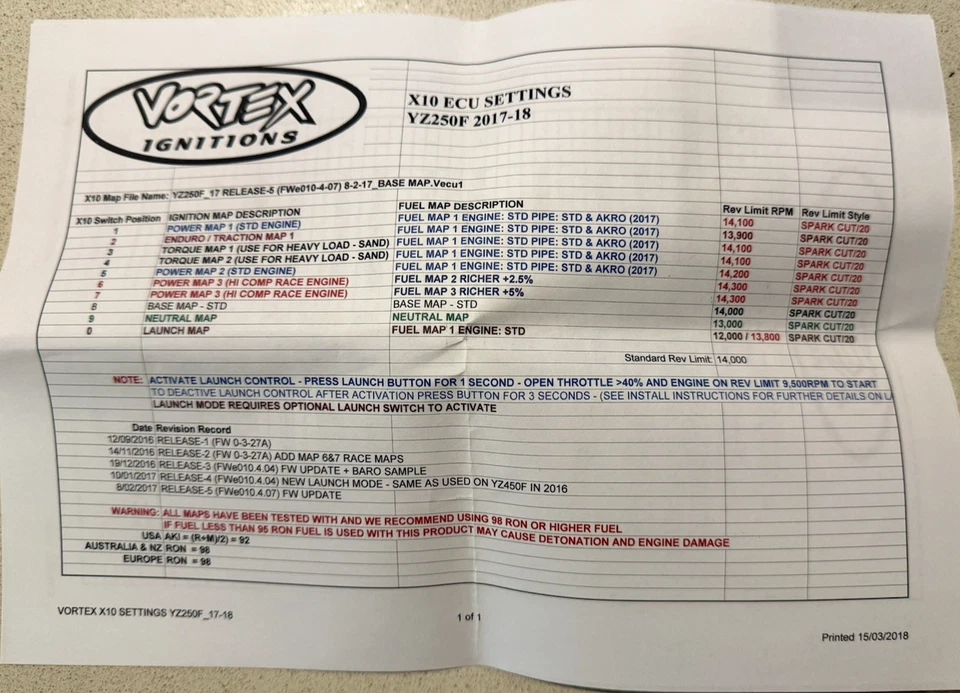 VORTEX
IGNITIONS
X10 ECU SETTINGS
YZ250F 2017-18
X10 Map File Name: YZ250F_17 RELEASE-5 (FWe010-4-07) 8-2-17_BASE MAP.Vecu1
X10 Switch Position IGNITION MAP DESCRIPTION FUEL MAP DESCRIPTION Rev Limit RPM Rev Limit Style
1 POWER MAP 1 (STD ENGINE) FUEL MAP 1 ENGINE: STD PIPE: STD & AKRO (2017) 14,100 SPARK CUT/20
2 ENDURO / TRACTION MAP 1 FUEL MAP 1 ENGINE: STD PIPE: STD & AKRO (2017) 13,900 SPARK CUT/20
3 TORQUE MAP 1 (USE FOR HEAVY LOAD - SAND) FUEL MAP 1 ENGINE: STD PIPE: STD & AKRO (2017) 14,100 SPARK CUT/20
4 TORQUE MAP 2 (USE FOR HEAVY LOAD - SAND) FUEL MAP 1 ENGINE: STD PIPE: STD & AKRO (2017) 14,100 SPARK CUT/20
5 POWER MAP 2 (STD ENGINE) FUEL MAP 1 ENGINE: STD PIPE: STD & AKRO (2017) 14,200 SPARK CUT/20
6 POWER MAP 3 (HI COMP RACE ENGINE) FUEL MAP 2 RICHER +2.5% 14,300 SPARK CUT/20
7 POWER MAP 3 (HI COMP RACE ENGINE) FUEL MAP 3 RICHER +5% 14,300 SPARK CUT/20
8 BASE MAP - STD BASE MAP - STD 14,000 SPARK CUT/20
9 NEUTRAL MAP NEUTRAL MAP 13,000 SPARK CUT/20
0 LAUNCH MAP FUEL MAP 1 ENGINE: STD 12,000 / 13,800 SPARK CUT/20
Standard Rev Limit: 14,000
NOTE: ACTIVATE LAUNCH CONTROL - PRESS LAUNCH BUTTON FOR 1 SECOND - OPEN THROTTLE >40% AND ENGINE ON REV LIMIT 9,500RPM TO START
TO DEACTIVE LAUNCH CONTROL AFTER ACTIVATION PRESS BUTTON FOR 3 SECONDS - (SEE INSTALL INSTRUCTIONS FOR FURTHER DETAILS ON L
LAUNCH MODE REQUIRES OPTIONAL LAUNCH SWITCH TO ACTIVATE
Date Revision Record
12/09/2016 RELEASE-1 (FW 0-3-27A)
14/11/2016 RELEASE-2 (FW 0-3-27A) ADD MAP 6&7 RACE MAPS
19/12/2016 RELEASE-3 (FWe010.4.04) FW UPDATE + BARO SAMPLE
10/01/2017 RELEASE-4 (FWe010.4.04) NEW LAUNCH MODE - SAME AS USED ON YZ450F IN 2016
8/02/2017 RELEASE-5 (FWe010.4.07) FW UPDATE
WARNING: ALL MAPS HAVE BEEN TESTED WITH AND WE RECOMMEND USING 98 RON OR HIGHER FUEL
IF FUEL LESS THAN 95 RON FUEL IS USED WITH THIS PRODUCT MAY CAUSE DETONATION AND ENGINE DAMAGE
USA AKI = (R+M)/2) = 92
AUSTRALIA & NZ RON = 98
EUROPE RON = 98
VORTEX X10 SETTINGS YZ250F_17-18
1 of 1
Printed 15/03/2018